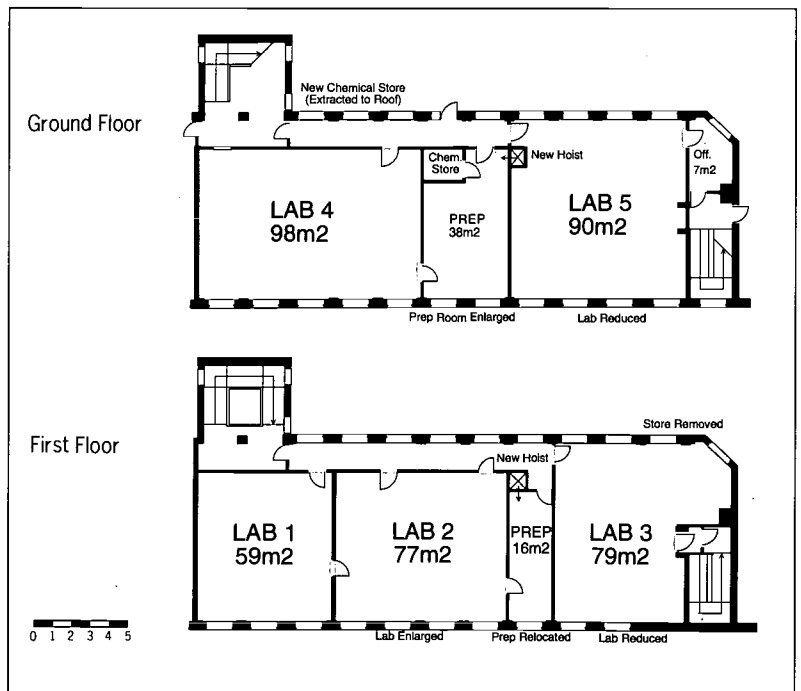 New Chemical Store
(Extracted to Roof)
Ground Floor
Chem.
Store
New Hoist
Off.
7m2
LAB 4
98m2
PREP
38m2
LAB 5
90m2
Prep Room Enlarged
Lab Reduced
First Floor
Store Removed
New Hoist
LAB 1
59m2
LAB 2
77m2
PREP
16m2
LAB 3
79m2
0 1 2 3 4 5
Lab Enlarged
Prep Relocated
Lab Reduced